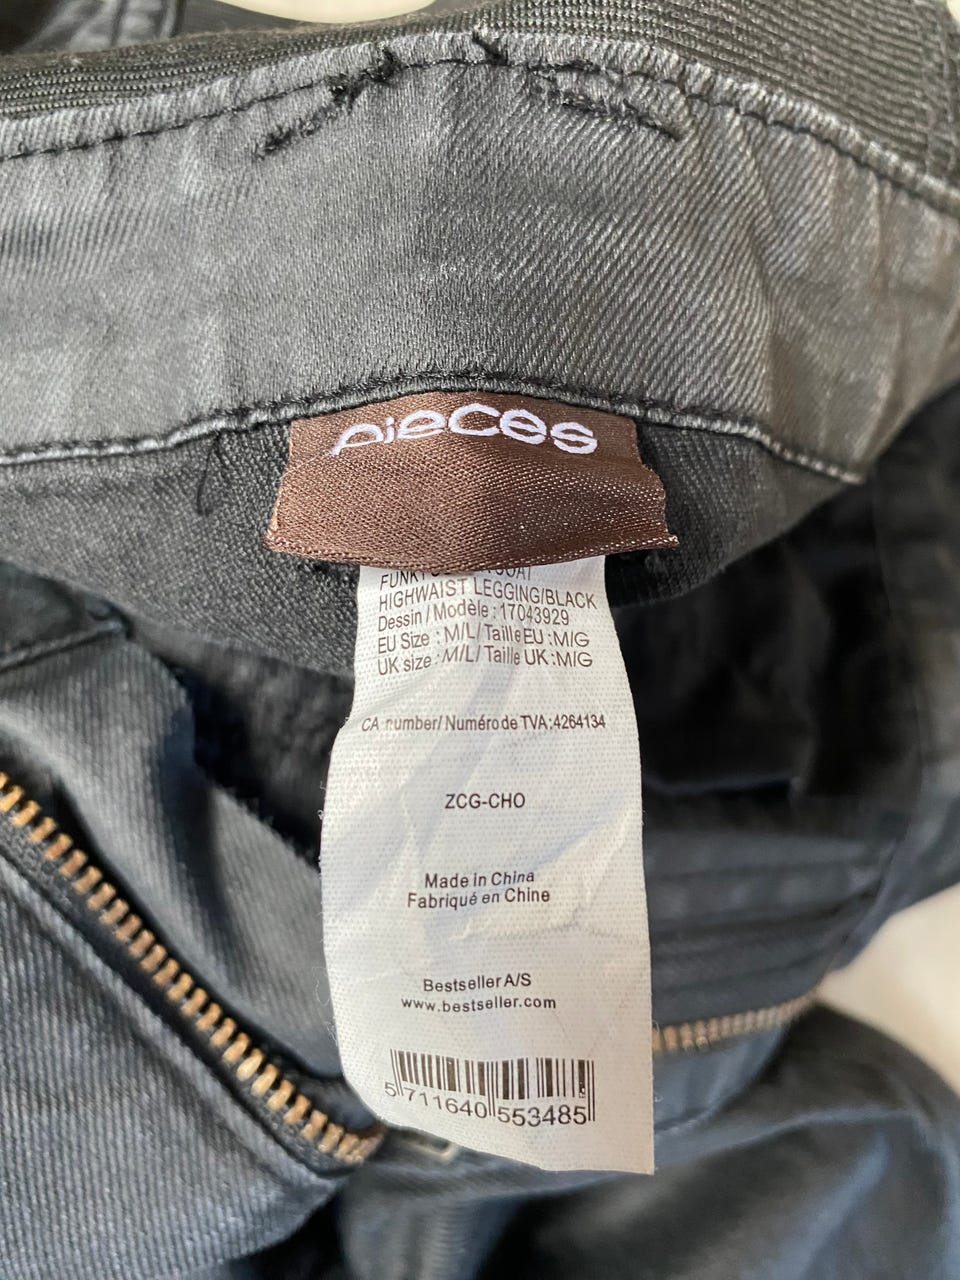 pieces
HIGHWAIST LEGGING/BLACK
Dessin / Modèle : 17043929
EU Size : M/L/ Taille EU :M/G
UK size : M/L/ Taille UK :M/G
CA number/ Numéro de TVA:4264134
ZCG-CHO
Made in China
Fabriqué en Chine
Bestseller A/S
www.bestseller.com
5 711640 553485